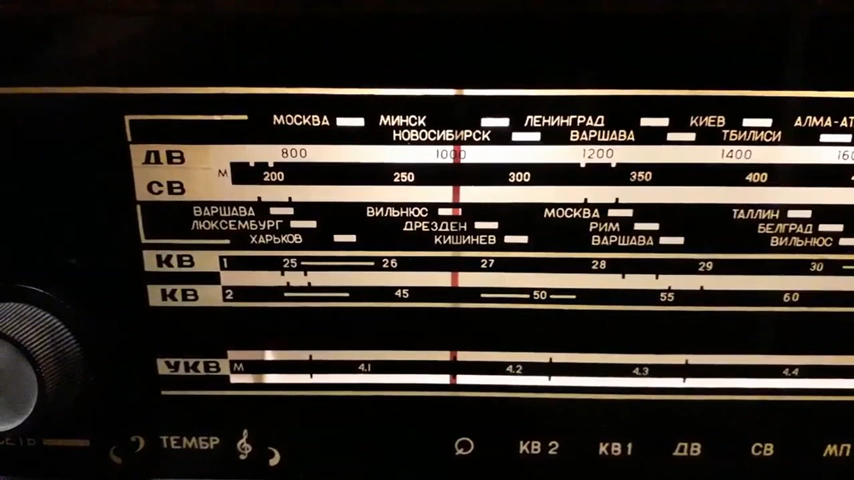 МОСКВА МИНСК ЛЕНИНГРАД КИЕВ
НОВОСИБИРСК ВАРШАВА ТБИЛИСИ
ДВ 800 1000 1200 1400
СВ М 200 250 300 350 400
ВАРШАВА ВИЛЬНЮС МОСКВА ТАЛЛИН
ЛЮКСЕМБУРГ ДРЕЗДЕН РИМ БЕЛГРАД
ХАРЬКОВ КИШИНЕВ ВАРШАВА ВИЛЬНЮС
КВ 1 25 26 27 28 29 30
КВ 2 45 50 55 60
УКВ М 4.1 4.2 4.3 4.4
ТЕМБР КВ 2 КВ 1 ДВ СВ МП